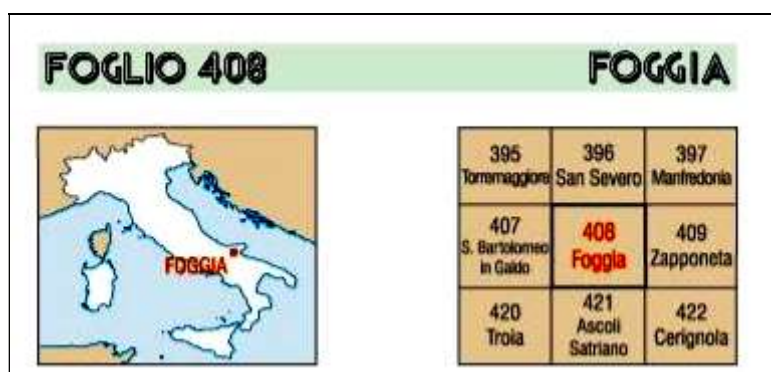 FOGLIO 408 FOGGIA
FOGGIA
395 396 397
Torremaggiore San Severo Manfredonia
407 408 409
S. Bartolomeo in Galdo Foggia Zapponeta
420 421 422
Troia Ascoli Satriano Cerignola